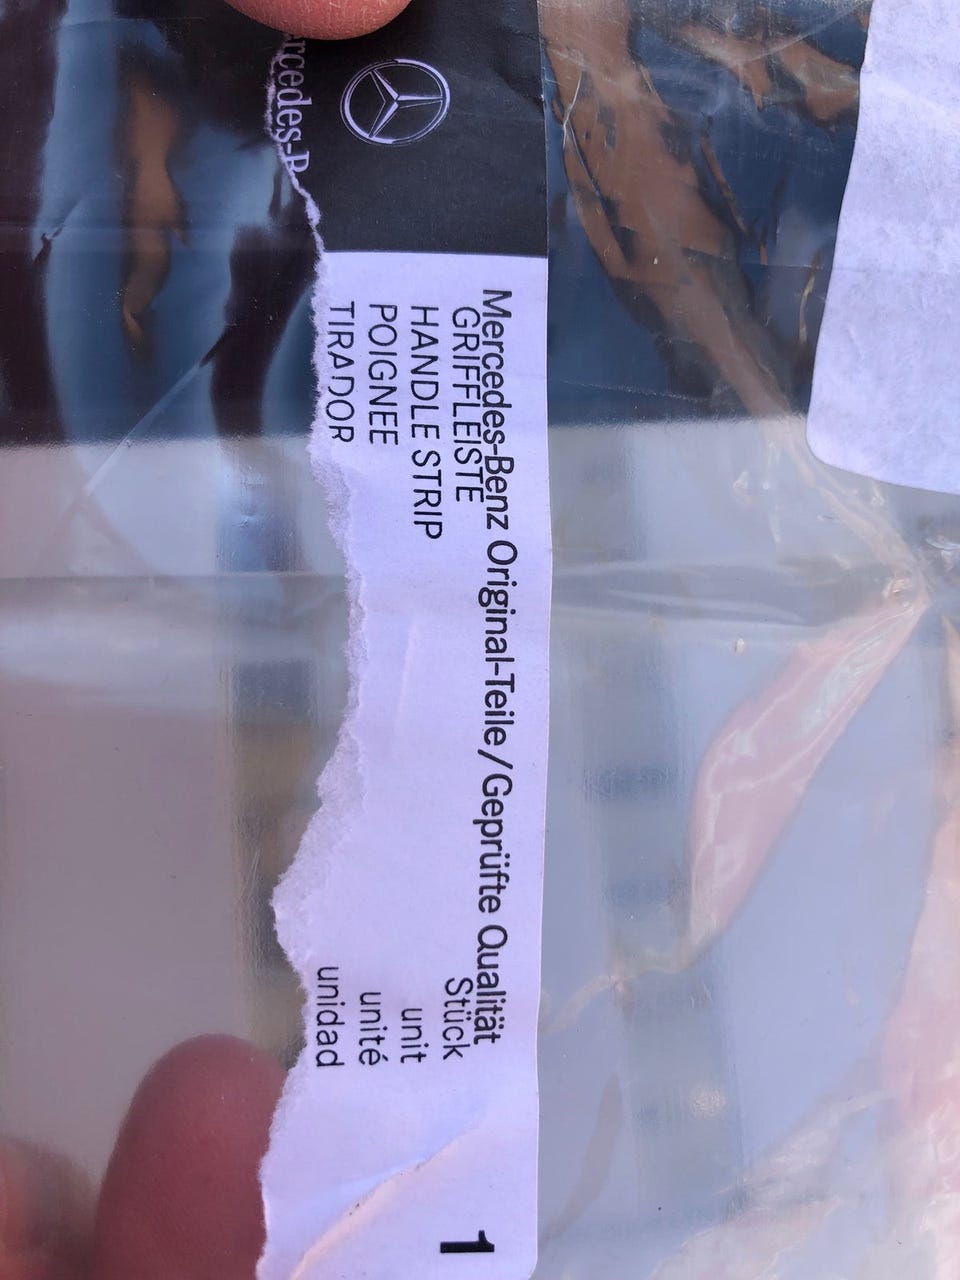 Mercedes-Benz Original-Teile/Geprüfte Qualität
GRIFFLEISTE Stück 1
HANDLE STRIP unit
POIGNEE unité
TIRADOR unidad